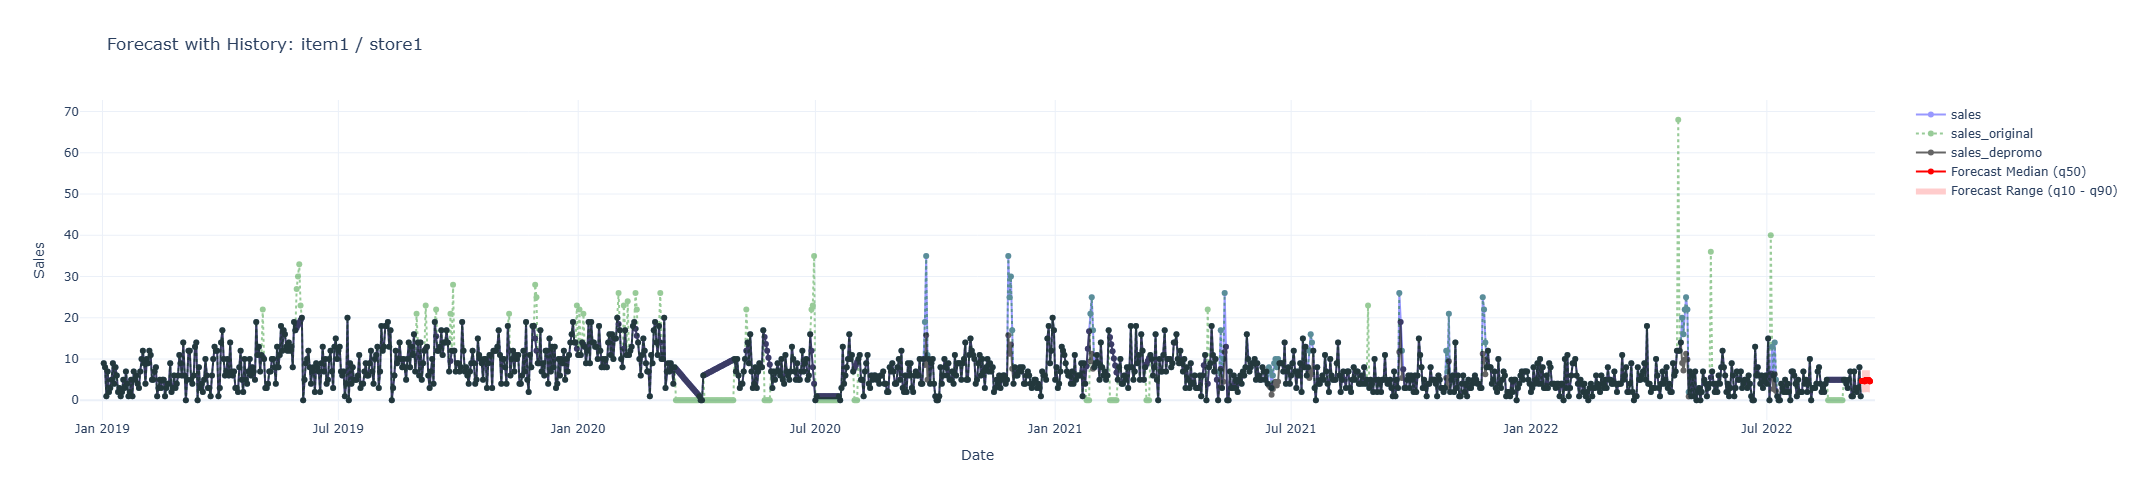 Forecast with History: item1 / store1
70
60
50
40
30
20
10
0
Sales
Jan 2019
Jul 2019
Jan 2020
Jul 2020
Jan 2021
Jul 2021
Jan 2022
Jul 2022
Date
sales
sales_original
sales_depromo
Forecast Median (q50)
Forecast Range (q10 - q90)